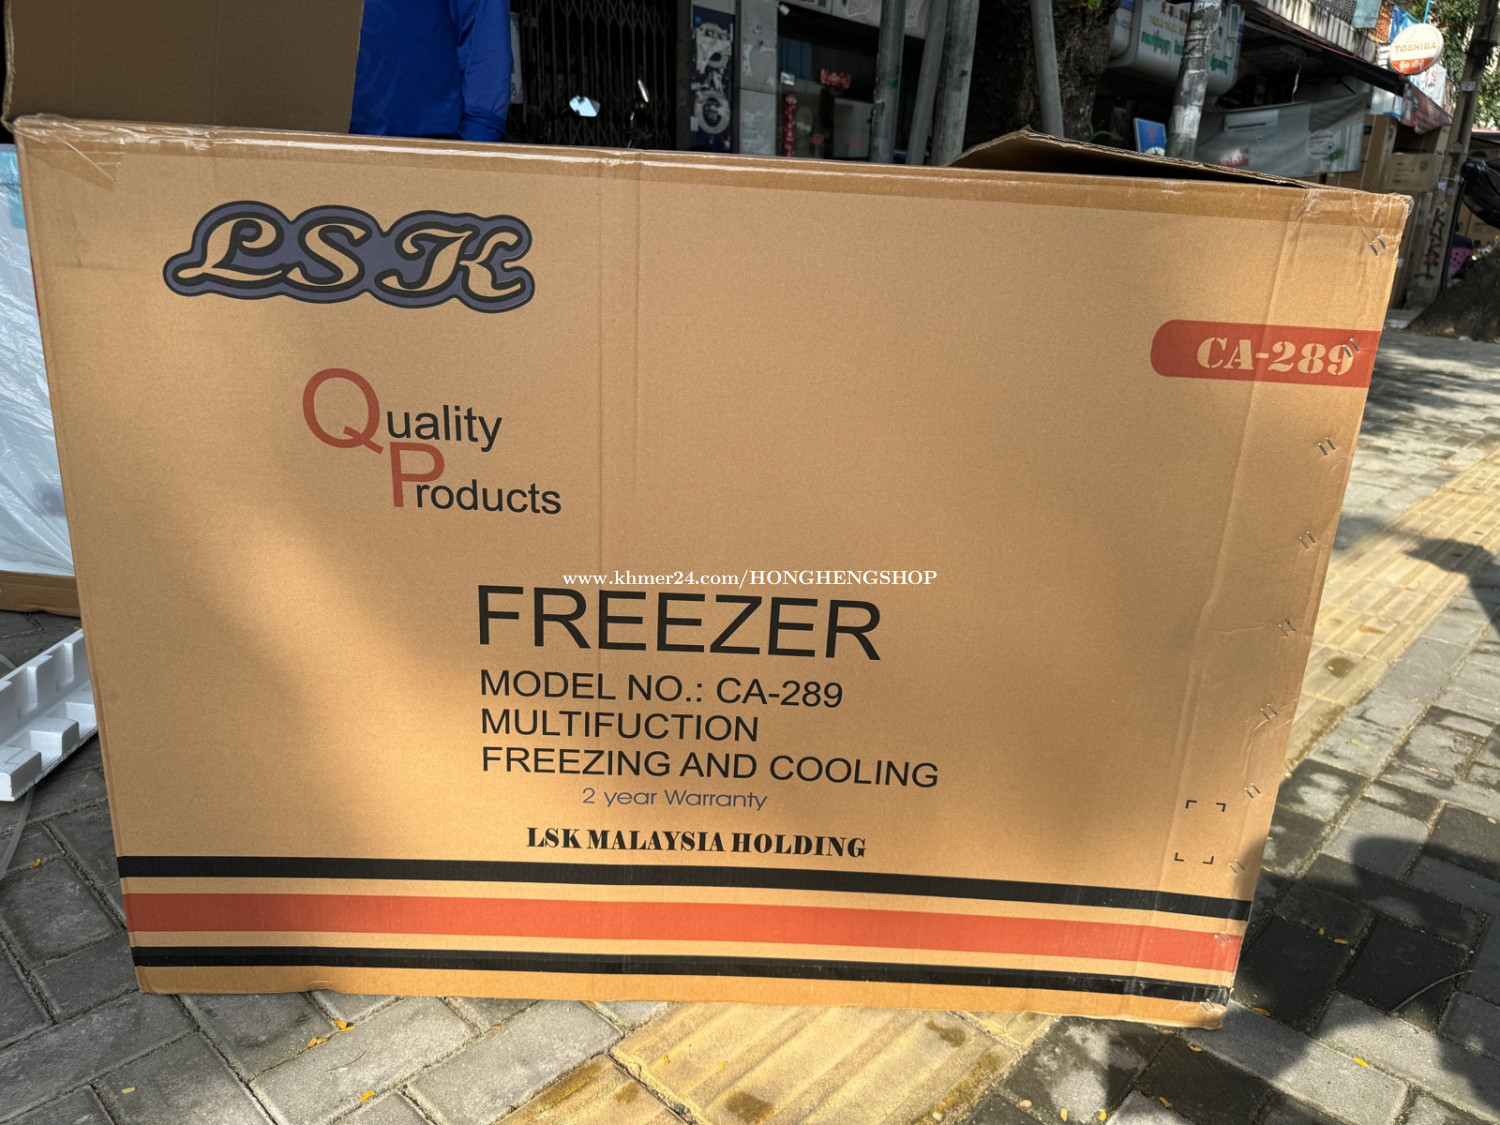 TOSHIBA
LSK
CA-289
Quality
Products
www.khmer24.com/HONGHENGSHOP
FREEZER
MODEL NO.: CA-289
MULTIFUCTION
FREEZING AND COOLING
2 year Warranty
LSK MALAYSIA HOLDING